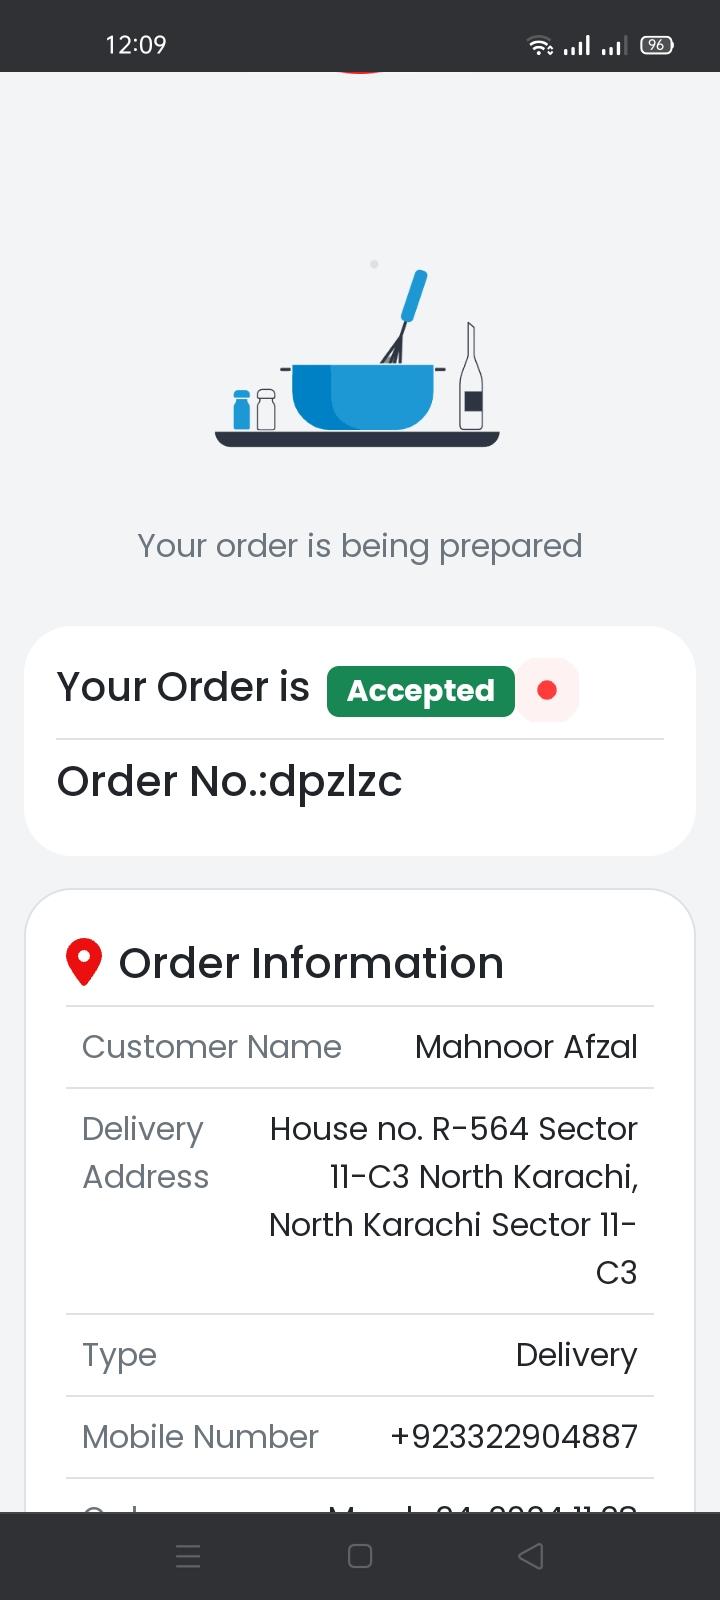 12:09
96
Your order is being prepared
Your Order is Accepted
Order No.:dpzlzc
Order Information
Customer Name Mahnoor Afzal
Delivery Address House no. R-564 Sector
11-C3 North Karachi,
North Karachi Sector 11-
C3
Type Delivery
Mobile Number +923322904887